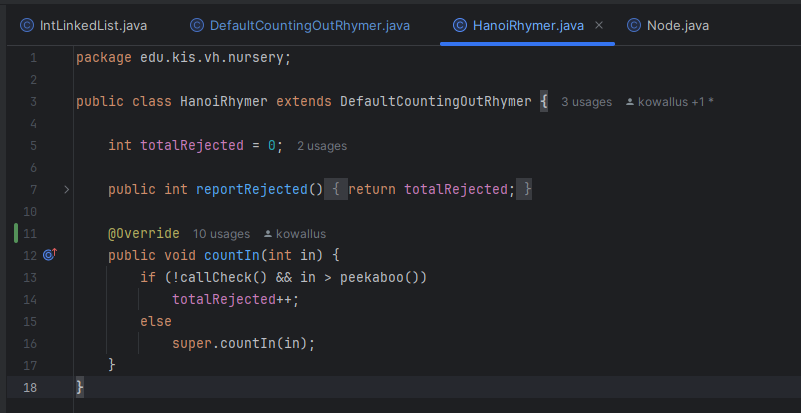 IntLinkedList.java DefaultCountingOutRhymer.java HanoiRhymer.java × Node.java
1 package edu.kis.vh.nursery;
2
3 public class HanoiRhymer extends DefaultCountingOutRhymer { 3 usages kowallus +1 *
4
5 int totalRejected = 0; 2 usages
6
7 public int reportRejected() { return totalRejected; }
10
11 @Override 10 usages kowallus
12 public void countIn(int in) {
13 if (!callCheck() && in > peekaboo())
14 totalRejected++;
15 else
16 super.countIn(in);
17 }
18 }